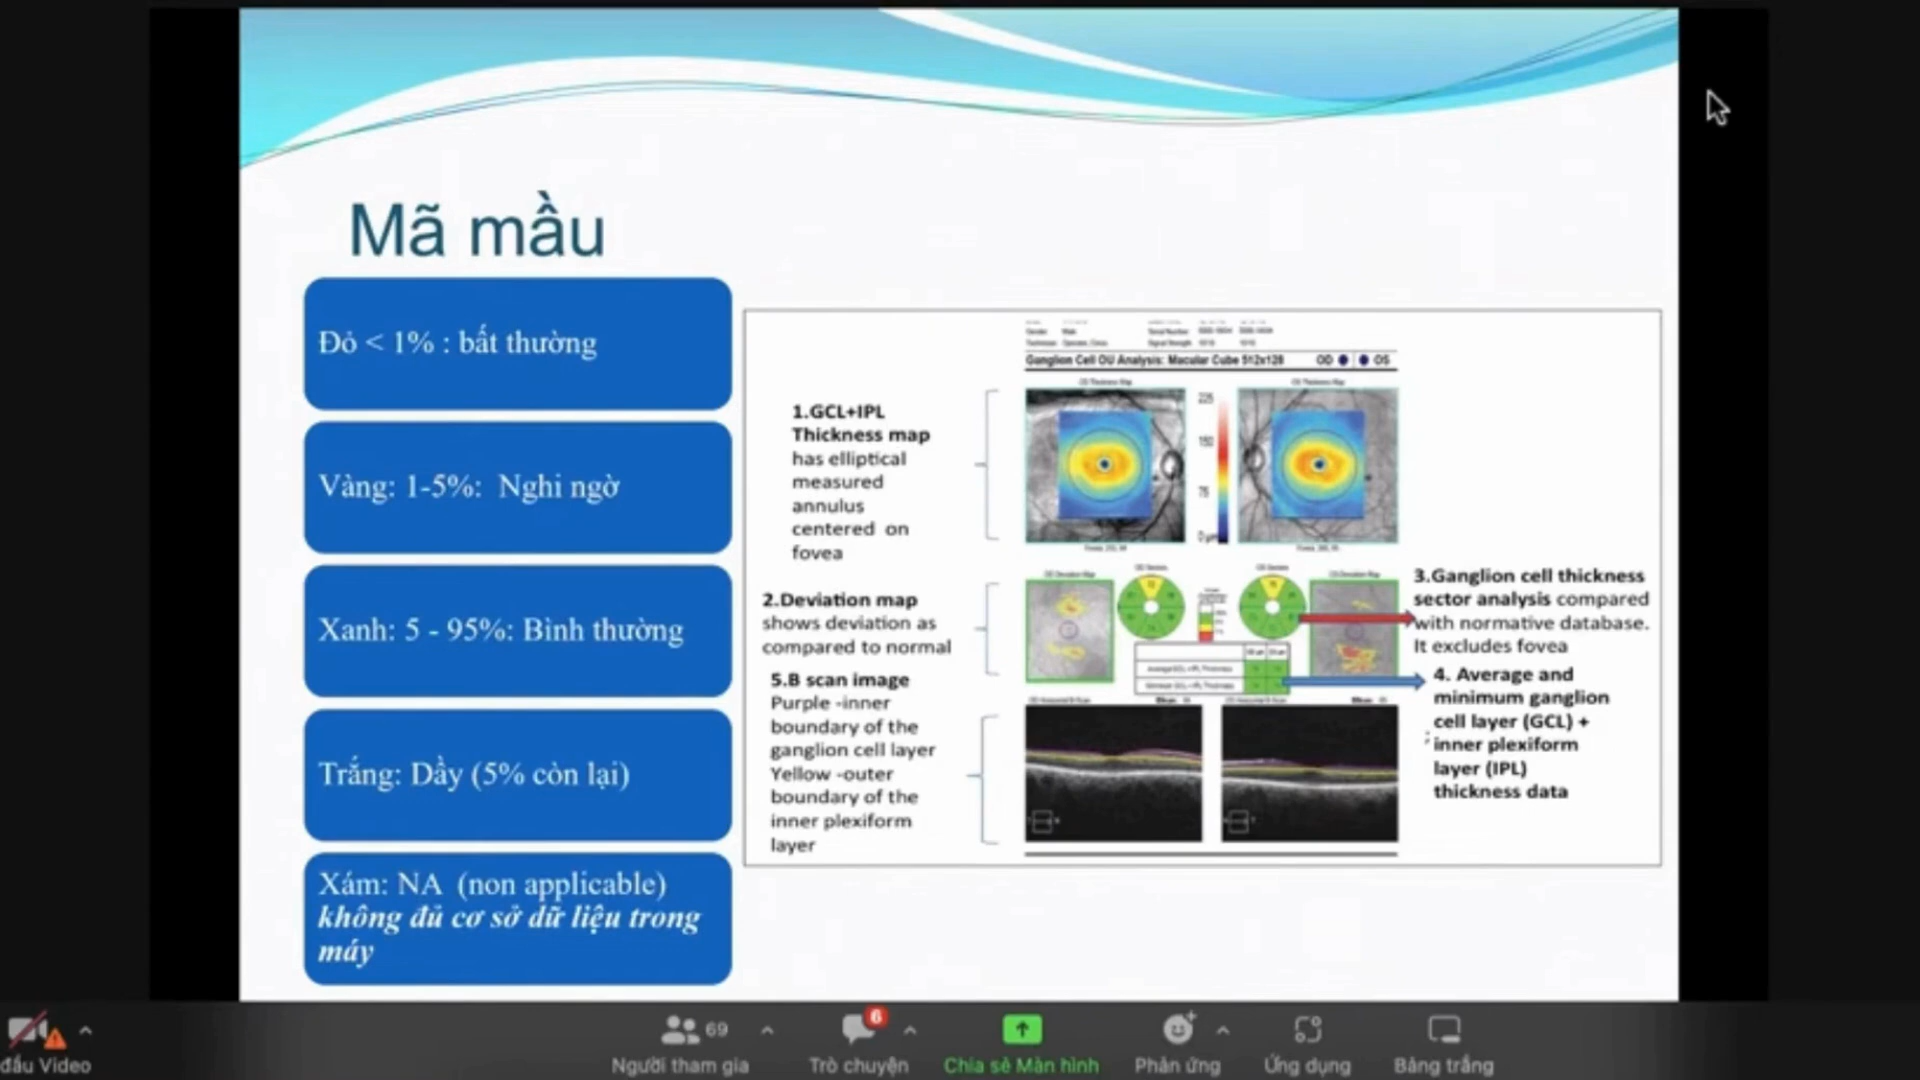 Mã mầu
Đỏ < 1% : bất thường
Vàng: 1-5%:  Nghi ngờ
Xanh: 5 - 95%: Bình thường
Trắng: Dầy (5% còn lại)
Xám: NA  (non applicable)
không đủ cơ sở dữ liệu trong
máy
Ganglion Cell OU Analysis: Macular Cube 512x128
OD
OS
1.GCL+IPL
Thickness map
has elliptical
measured
annulus
centered on
fovea
225
150
75
0 µm
2.Deviation map
shows deviation as
compared to normal
3.Ganglion cell thickness
sector analysis compared
with normative database.
It excludes fovea
4. Average and
minimum ganglion
cell layer (GCL) +
inner plexiform
layer (IPL)
thickness data
5.B scan image
Purple -inner
boundary of the
ganglion cell layer
Yellow -outer
boundary of the
inner plexiform
layer
69
6
đầu Video
Người tham gia
Trò chuyện
Chia sẻ Màn hình
Phản ứng
Ứng dụng
Bảng trắng